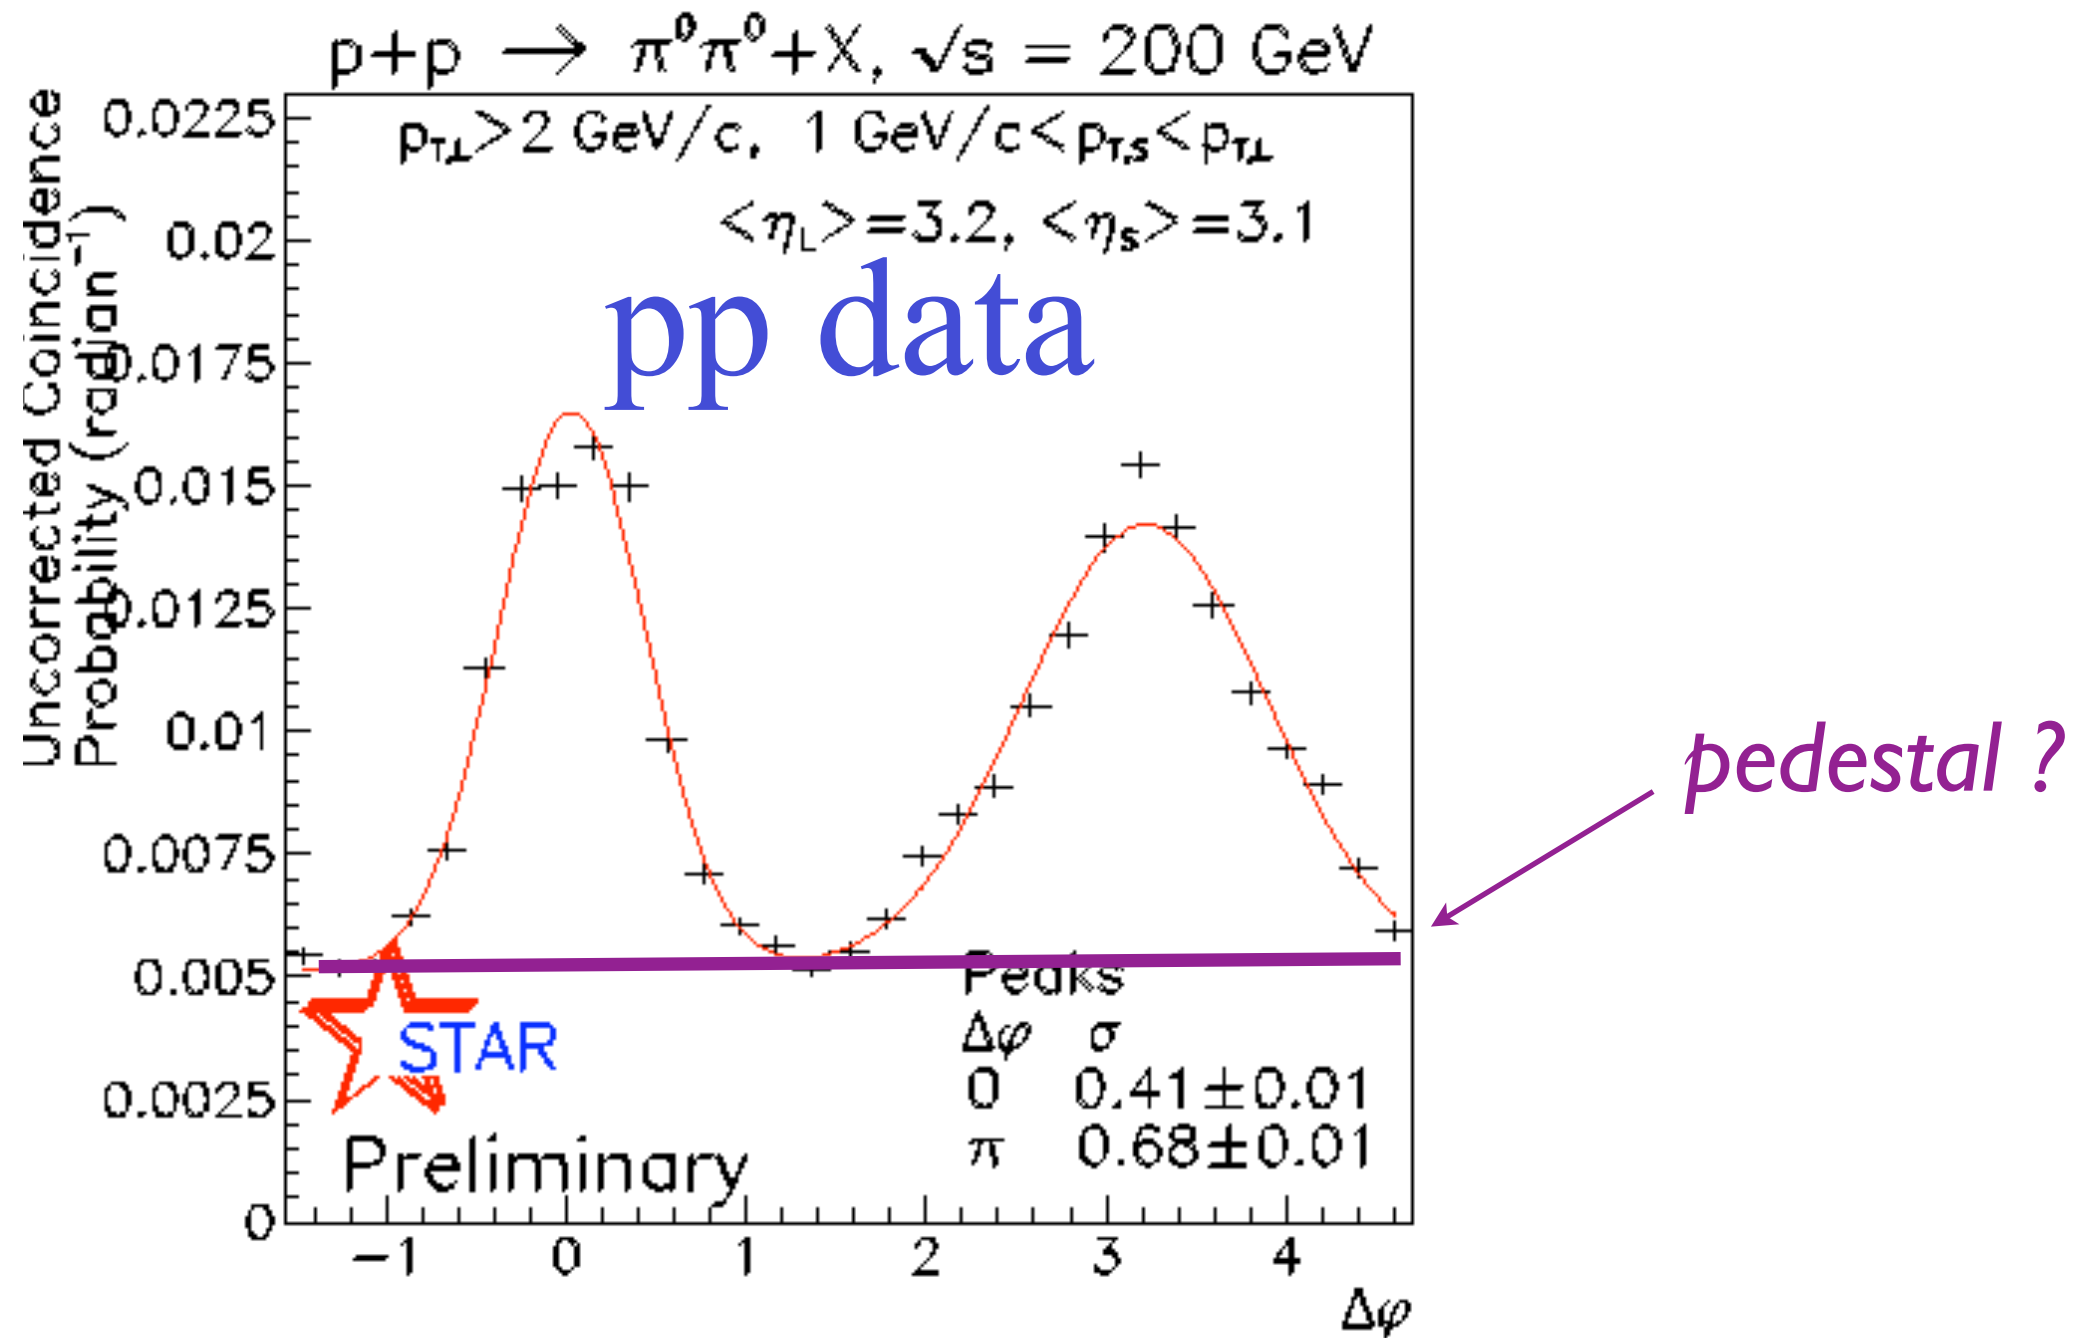 p+p → π⁰π⁰+X, √s = 200 GeV
p_T,L>2 GeV/c, 1 GeV/c<p_T,S<p_T,L
<η_L>=3.2, <η_S>=3.1
pp data
Uncorrected Coincidence
Probability (radian⁻¹)
0.0225
0.02
0.0175
0.015
0.0125
0.01
0.0075
0.005
0.0025
0
pedestal ?
Peaks
Δφ σ
0 0.41±0.01
π 0.68±0.01
STAR
Preliminary
−1 0 1 2 3 4
Δφ